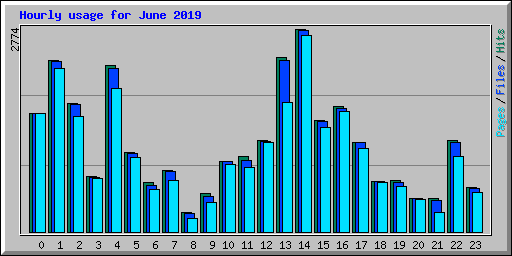 Hourly usage for June 2019
2774
Pages/Files/Hits
0 1 2 3 4 5 6 7 8 9 10 11 12 13 14 15 16 17 18 19 20 21 22 23